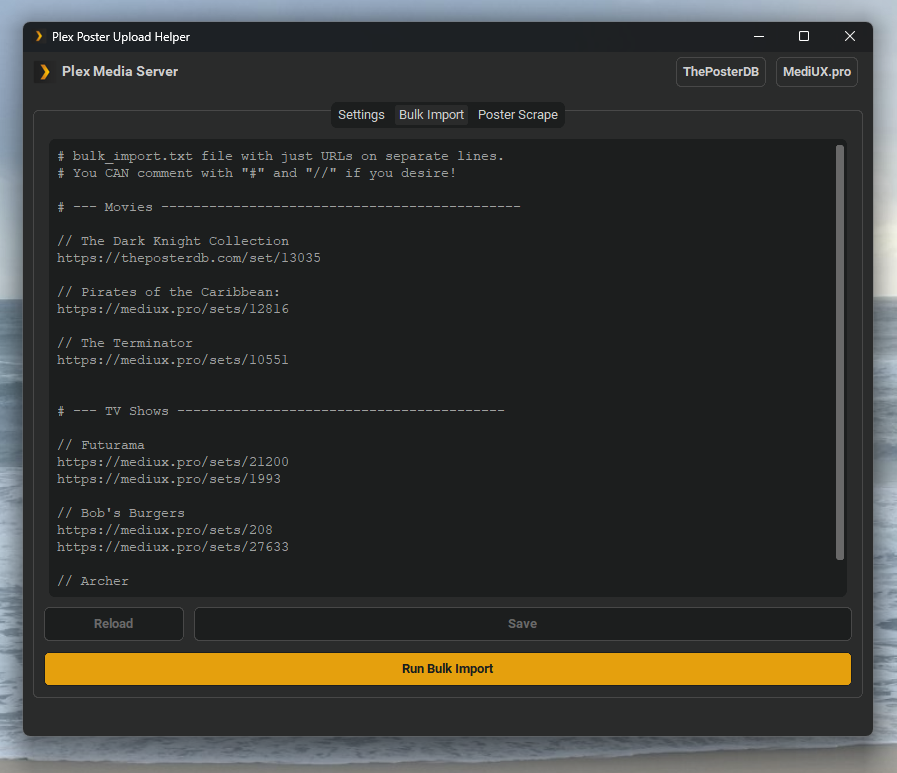 Plex Poster Upload Helper
Plex Media Server
ThePosterDB
MediUX.pro
Settings
Bulk Import
Poster Scrape
# bulk_import.txt file with just URLs on separate lines.
# You CAN comment with "#" and "//" if you desire!
# --- Movies ---------------------------------------------
// The Dark Knight Collection
https://theposterdb.com/set/13035
// Pirates of the Caribbean:
https://mediux.pro/sets/12816
// The Terminator
https://mediux.pro/sets/10551
# --- TV Shows -----------------------------------------
// Futurama
https://mediux.pro/sets/21200
https://mediux.pro/sets/1993
// Bob's Burgers
https://mediux.pro/sets/208
https://mediux.pro/sets/27633
// Archer
Reload
Save
Run Bulk Import